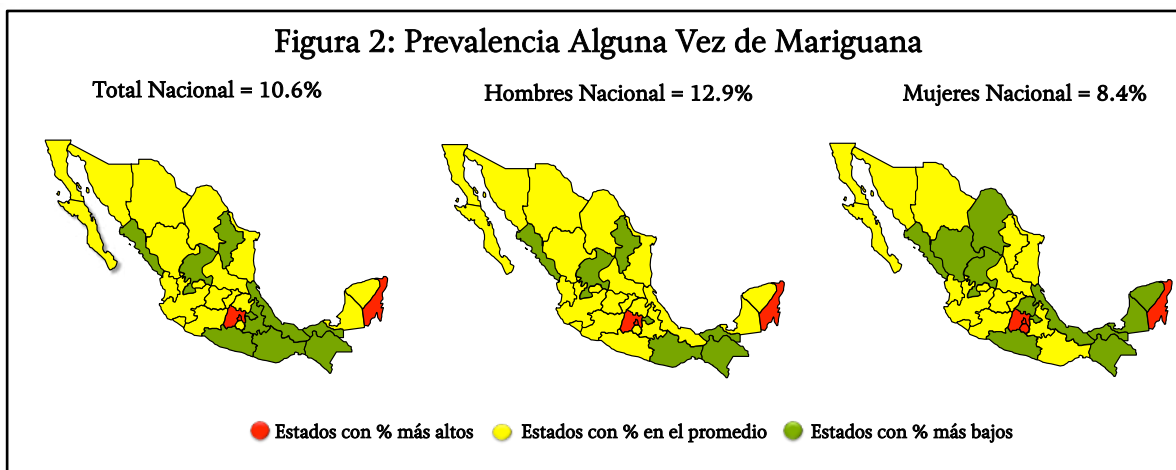 Figura 2: Prevalencia Alguna Vez de Mariguana
Total Nacional = 10.6%
Hombres Nacional = 12.9%
Mujeres Nacional = 8.4%
Estados con % más altos
Estados con % en el promedio
Estados con % más bajos